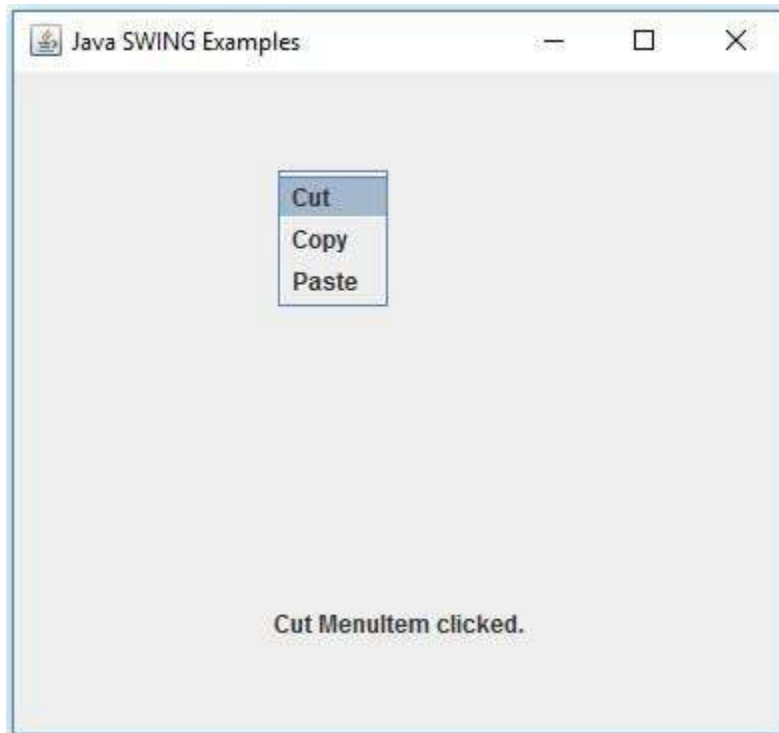 Java SWING Examples
Cut
Copy
Paste
Cut MenuItem clicked.